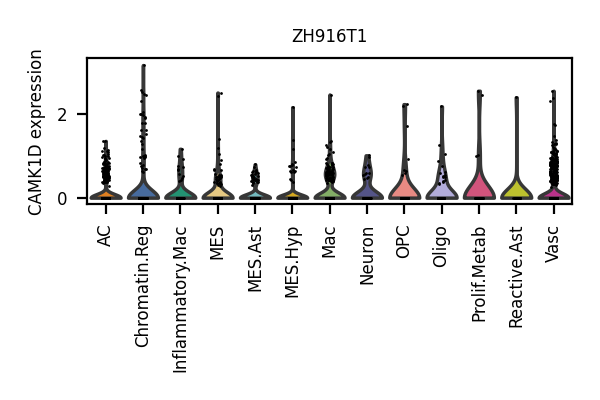 ZH916T1
CAMK1D expression
2
0
AC
Chromatin.Reg
Inflammatory.Mac
MES
MES.Ast
MES.Hyp
Mac
Neuron
OPC
Oligo
Prolif.Metab
Reactive.Ast
Vasc